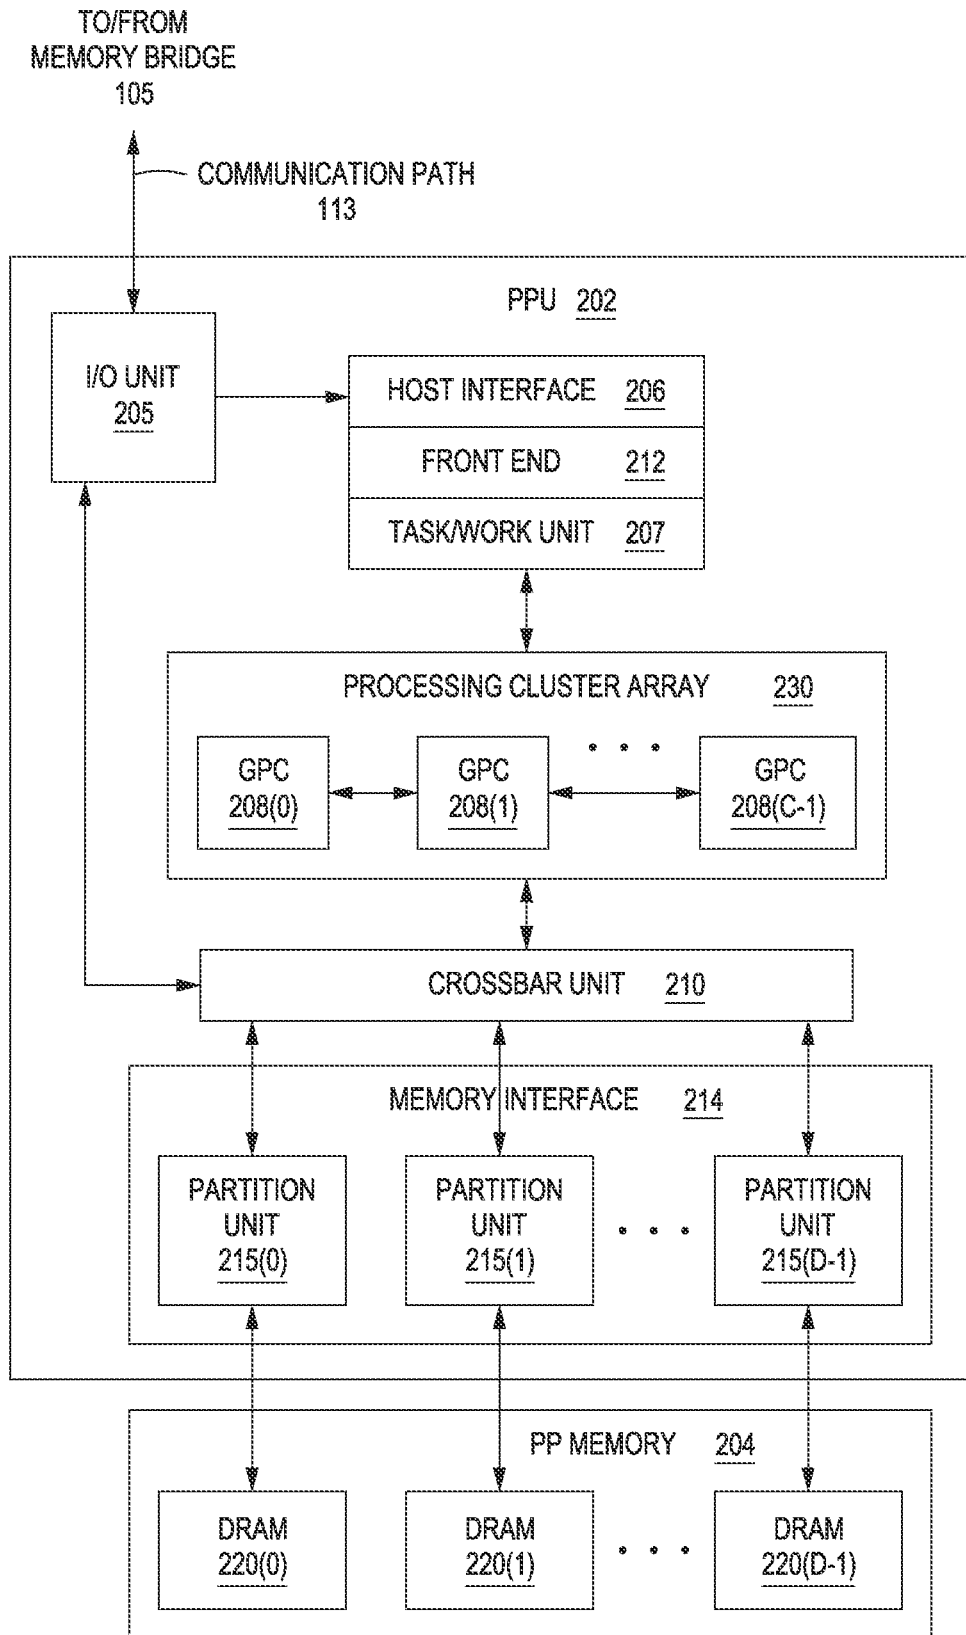 TO/FROM
MEMORY BRIDGE
105
COMMUNICATION PATH
113
PPU 202
I/O UNIT
205
HOST INTERFACE 206
FRONT END 212
TASK/WORK UNIT 207
PROCESSING CLUSTER ARRAY 230
GPC
208(0)
GPC
208(1)
. . .
GPC
208(C-1)
CROSSBAR UNIT 210
MEMORY INTERFACE 214
PARTITION
UNIT
215(0)
PARTITION
UNIT
215(1)
. . .
PARTITION
UNIT
215(D-1)
PP MEMORY 204
DRAM
220(0)
DRAM
220(1)
. . .
DRAM
220(D-1)